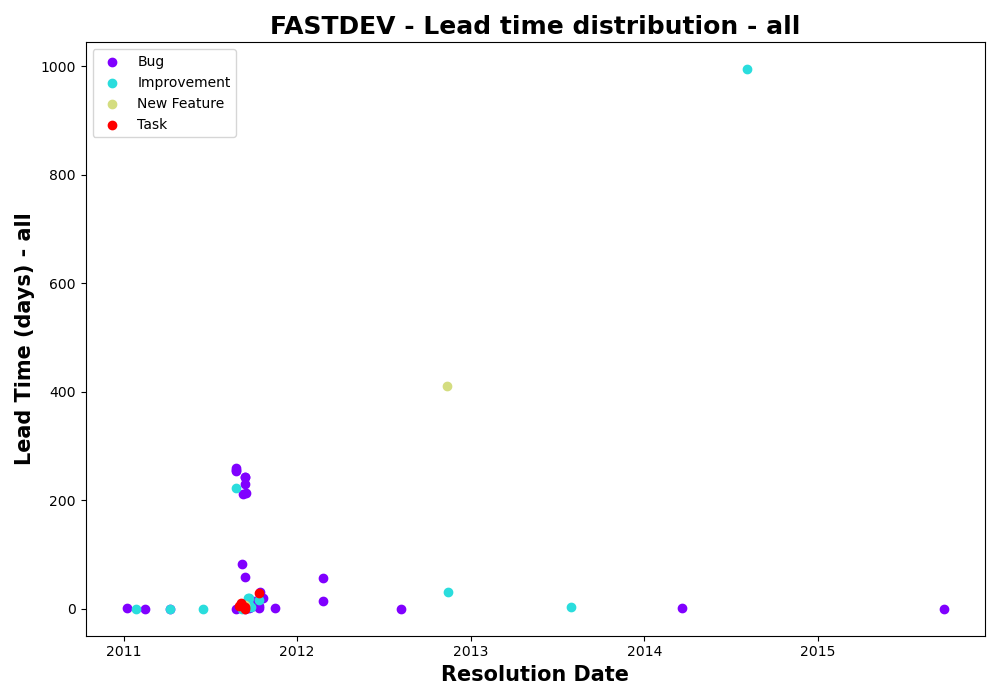 FASTDEV - Lead time distribution - all
Bug
Improvement
New Feature
Task
Lead Time (days) - all
1000
800
600
400
200
0
2011
2012
2013
2014
2015
Resolution Date